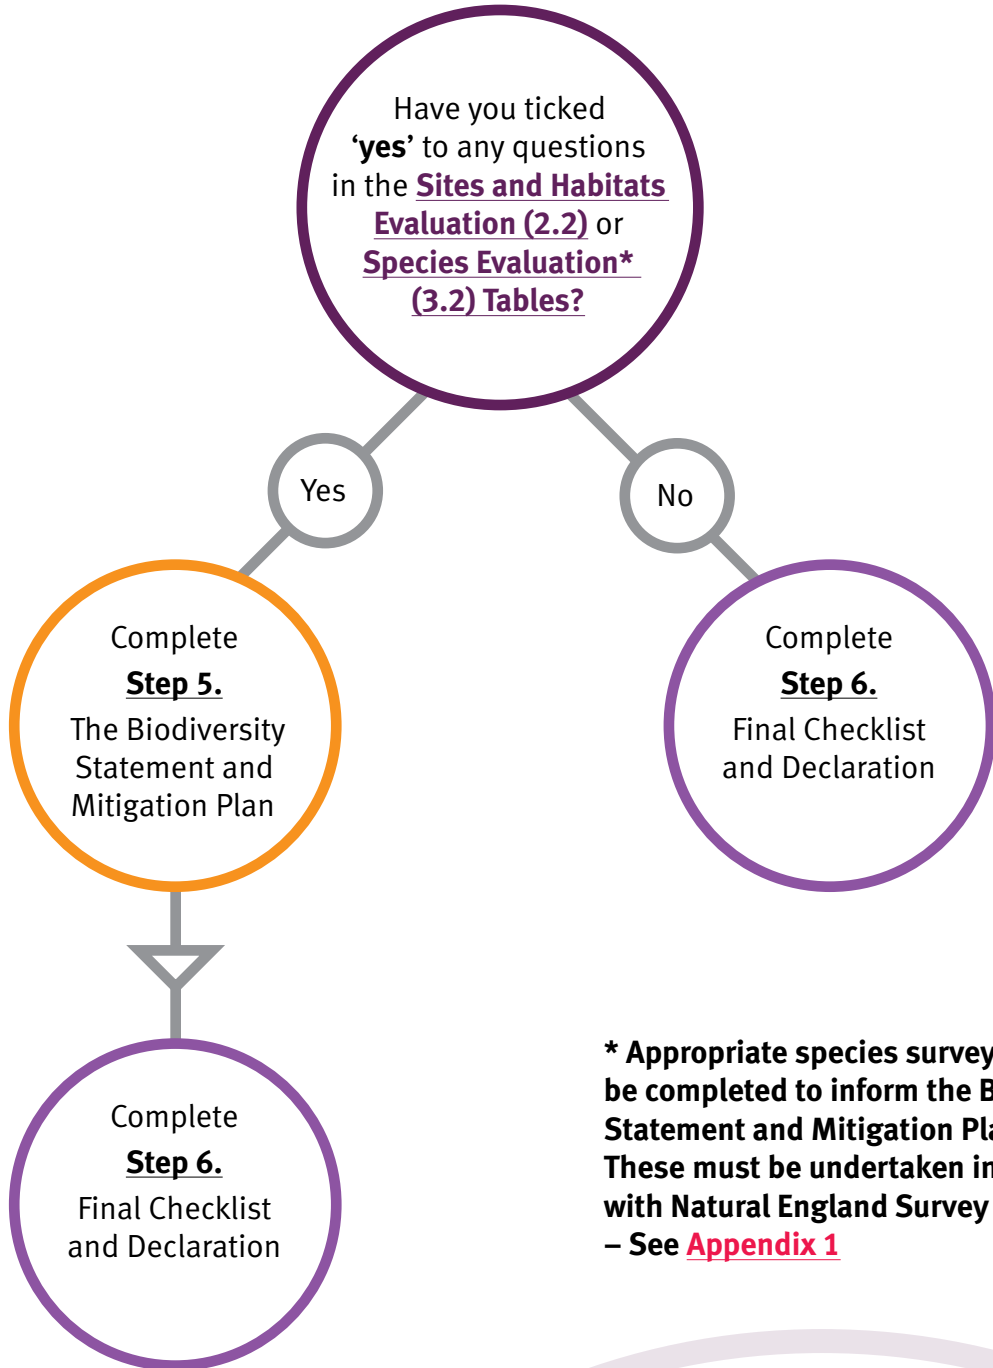 Have you ticked
‘yes’ to any questions
in the Sites and Habitats
Evaluation (2.2) or
Species Evaluation*
(3.2) Tables?
Yes
No
Complete
Step 5.
The Biodiversity
Statement and
Mitigation Plan
Complete
Step 6.
Final Checklist
and Declaration
Complete
Step 6.
Final Checklist
and Declaration
* Appropriate species survey
be completed to inform the B
Statement and Mitigation Pla
These must be undertaken in
with Natural England Survey
– See Appendix 1